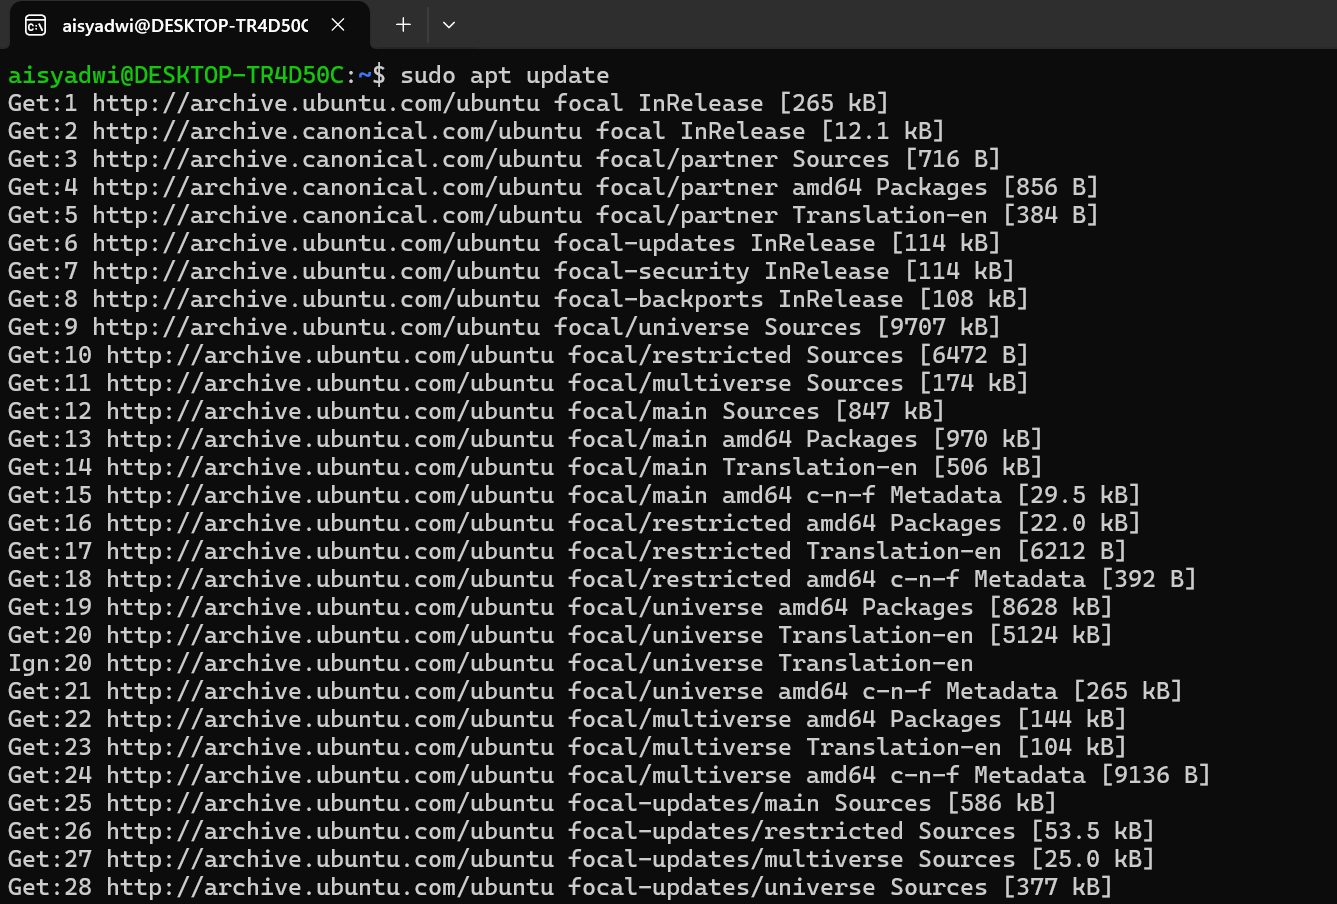 aisyadwi@DESKTOP-TR4D50C
aisyadwi@DESKTOP-TR4D50C:~$ sudo apt update
Get:1 http://archive.ubuntu.com/ubuntu focal InRelease [265 kB]
Get:2 http://archive.canonical.com/ubuntu focal InRelease [12.1 kB]
Get:3 http://archive.canonical.com/ubuntu focal/partner Sources [716 B]
Get:4 http://archive.canonical.com/ubuntu focal/partner amd64 Packages [856 B]
Get:5 http://archive.canonical.com/ubuntu focal/partner Translation-en [384 B]
Get:6 http://archive.ubuntu.com/ubuntu focal-updates InRelease [114 kB]
Get:7 http://archive.ubuntu.com/ubuntu focal-security InRelease [114 kB]
Get:8 http://archive.ubuntu.com/ubuntu focal-backports InRelease [108 kB]
Get:9 http://archive.ubuntu.com/ubuntu focal/universe Sources [9707 kB]
Get:10 http://archive.ubuntu.com/ubuntu focal/restricted Sources [6472 B]
Get:11 http://archive.ubuntu.com/ubuntu focal/multiverse Sources [174 kB]
Get:12 http://archive.ubuntu.com/ubuntu focal/main Sources [847 kB]
Get:13 http://archive.ubuntu.com/ubuntu focal/main amd64 Packages [970 kB]
Get:14 http://archive.ubuntu.com/ubuntu focal/main Translation-en [506 kB]
Get:15 http://archive.ubuntu.com/ubuntu focal/main amd64 c-n-f Metadata [29.5 kB]
Get:16 http://archive.ubuntu.com/ubuntu focal/restricted amd64 Packages [22.0 kB]
Get:17 http://archive.ubuntu.com/ubuntu focal/restricted Translation-en [6212 B]
Get:18 http://archive.ubuntu.com/ubuntu focal/restricted amd64 c-n-f Metadata [392 B]
Get:19 http://archive.ubuntu.com/ubuntu focal/universe amd64 Packages [8628 kB]
Get:20 http://archive.ubuntu.com/ubuntu focal/universe Translation-en [5124 kB]
Ign:20 http://archive.ubuntu.com/ubuntu focal/universe Translation-en
Get:21 http://archive.ubuntu.com/ubuntu focal/universe amd64 c-n-f Metadata [265 kB]
Get:22 http://archive.ubuntu.com/ubuntu focal/multiverse amd64 Packages [144 kB]
Get:23 http://archive.ubuntu.com/ubuntu focal/multiverse Translation-en [104 kB]
Get:24 http://archive.ubuntu.com/ubuntu focal/multiverse amd64 c-n-f Metadata [9136 B]
Get:25 http://archive.ubuntu.com/ubuntu focal-updates/main Sources [586 kB]
Get:26 http://archive.ubuntu.com/ubuntu focal-updates/restricted Sources [53.5 kB]
Get:27 http://archive.ubuntu.com/ubuntu focal-updates/multiverse Sources [25.0 kB]
Get:28 http://archive.ubuntu.com/ubuntu focal-updates/universe Sources [377 kB]